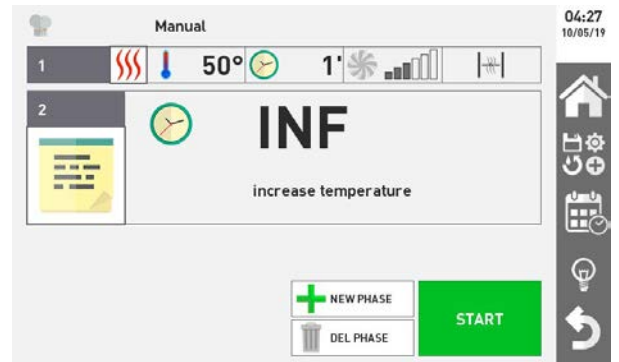 Manual
04:27
10/05/19
1 50° 1'
2
INF
increase temperature
NEW PHASE
DEL PHASE
START